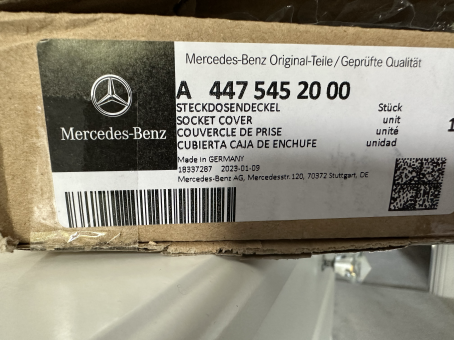 Mercedes-Benz Original-Teile/Geprüfte Qualität
A 447 545 20 00
STECKDOSENDECKEL Stück
SOCKET COVER unit 1
COUVERCLE DE PRISE unité
CUBIERTA CAJA DE ENCHUFE unidad
Mercedes-Benz
Made in GERMANY
18337287 2023-01-09
Mercedes-Benz AG, Mercedesstr.120, 70372 Stuttgart, DE